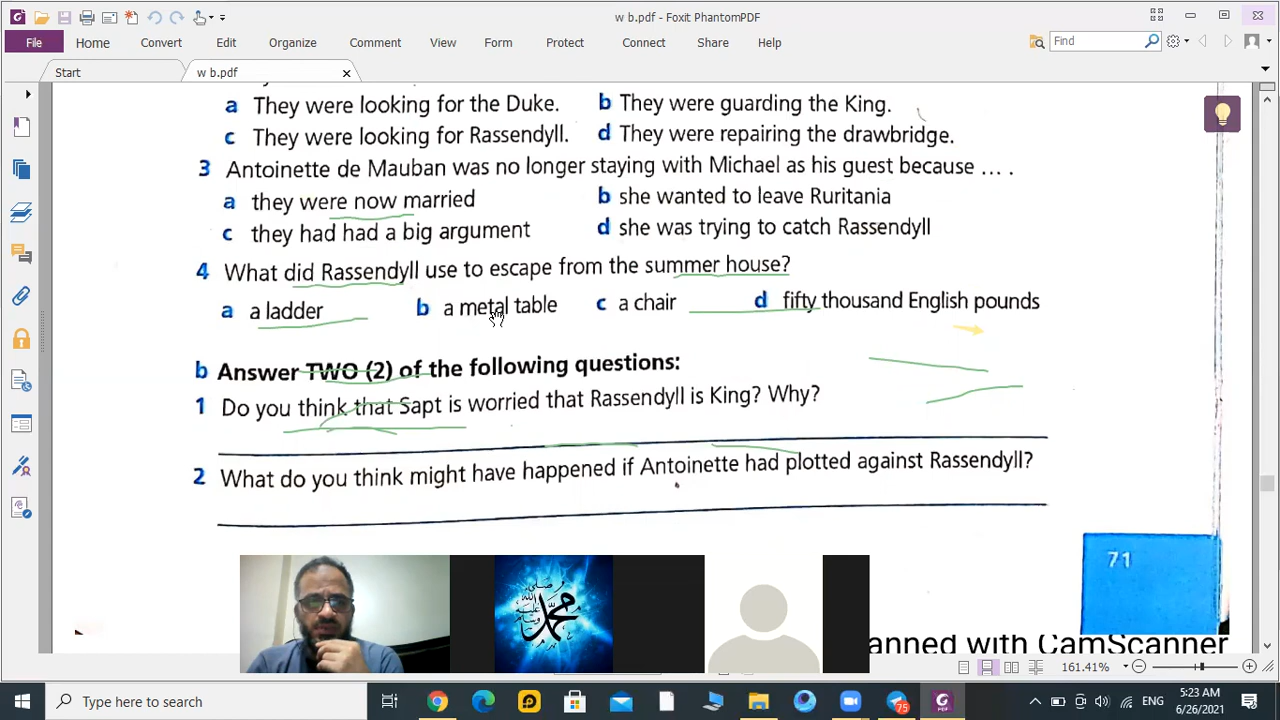 w b.pdf - Foxit PhantomPDF
File Home Convert Edit Organize Comment View Form Protect Connect Share Help Find
Start w b.pdf
a They were looking for the Duke. b They were guarding the King.
c They were looking for Rassendyll. d They were repairing the drawbridge.
3 Antoinette de Mauban was no longer staying with Michael as his guest because ... .
a they were now married b she wanted to leave Ruritania
c they had had a big argument d she was trying to catch Rassendyll
4 What did Rassendyll use to escape from the summer house?
a a ladder b a metal table c a chair d fifty thousand English pounds
b Answer TWO (2) of the following questions:
1 Do you think that Sapt is worried that Rassendyll is King? Why?
2 What do you think might have happened if Antoinette had plotted against Rassendyll?
71
محمد
صلى الله عليه وسلم
anned with CamScanner
161.41%
Type here to search
75
ENG
5:23 AM
6/26/2021